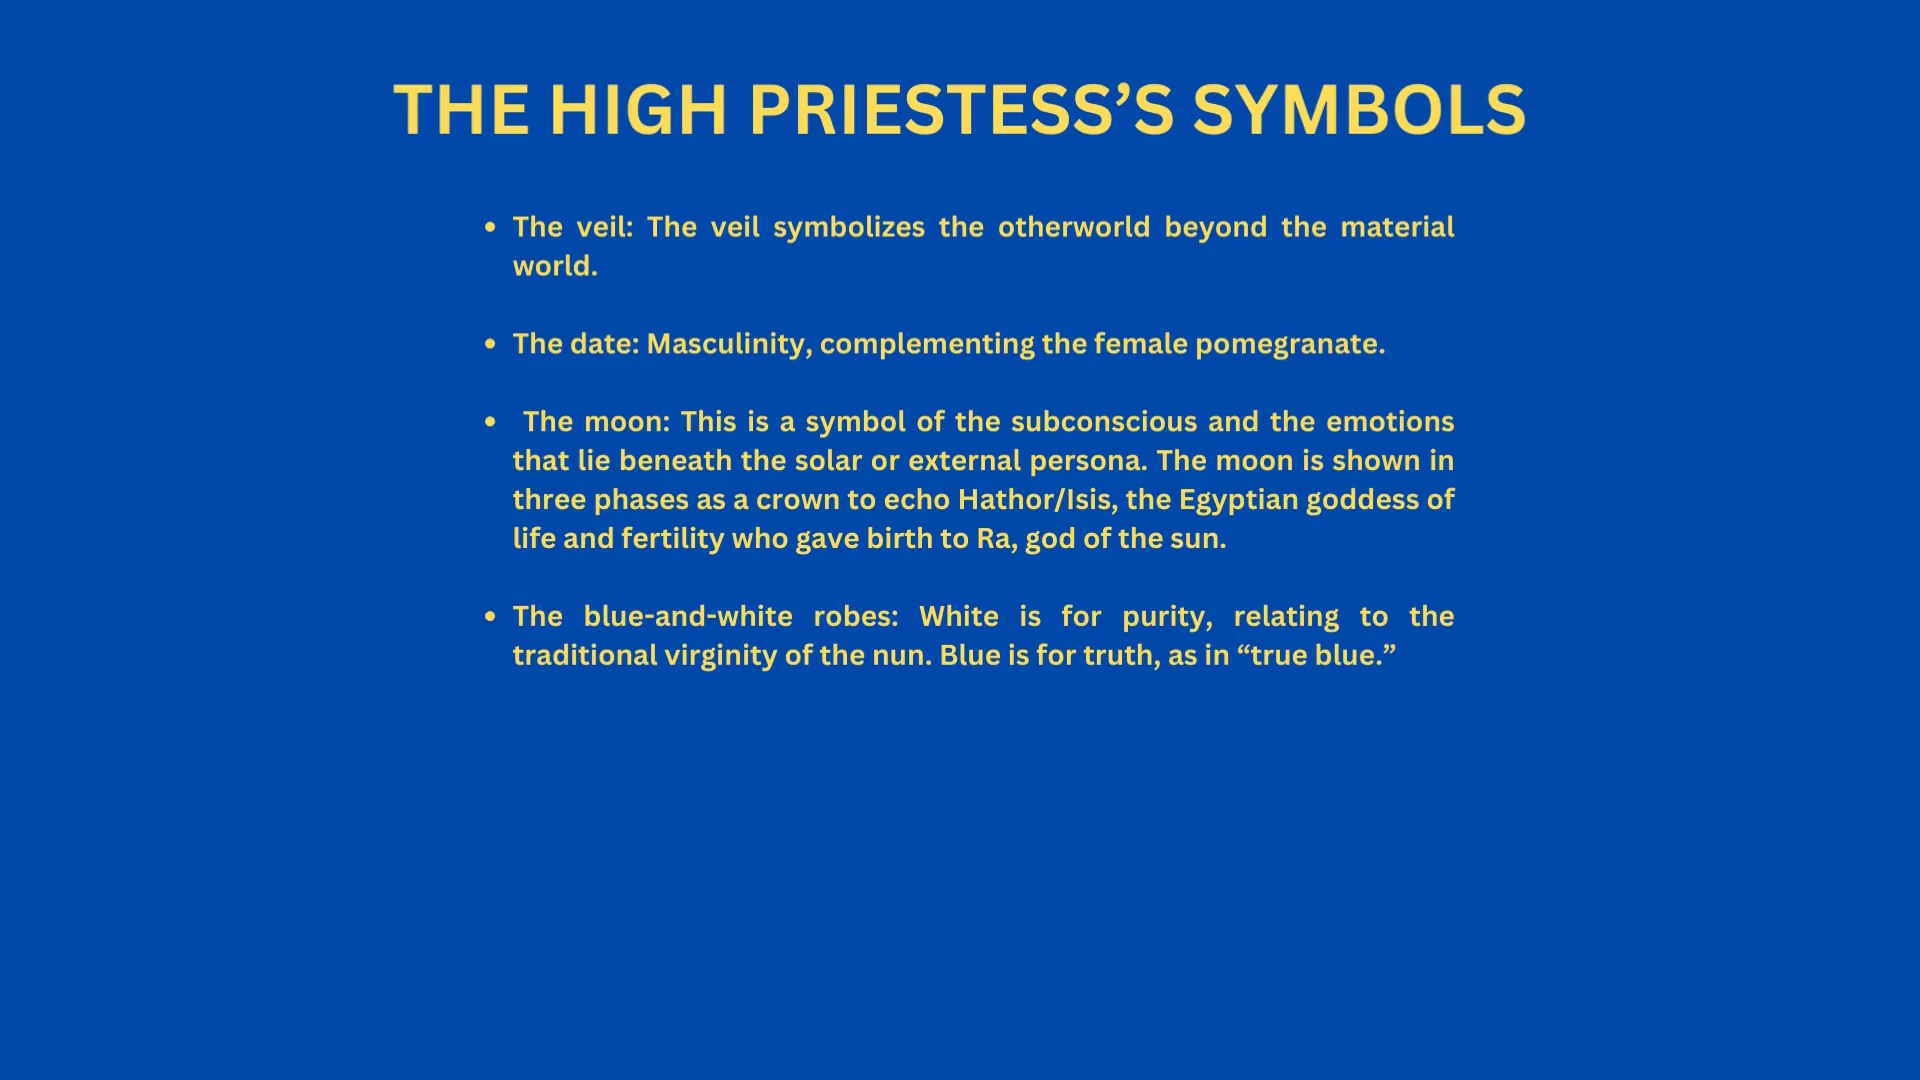 THE HIGH PRIESTESS’S SYMBOLS
• The veil: The veil symbolizes the otherworld beyond the material
world.
• The date: Masculinity, complementing the female pomegranate.
• The moon: This is a symbol of the subconscious and the emotions
that lie beneath the solar or external persona. The moon is shown in
three phases as a crown to echo Hathor/Isis, the Egyptian goddess of
life and fertility who gave birth to Ra, god of the sun.
• The blue-and-white robes: White is for purity, relating to the
traditional virginity of the nun. Blue is for truth, as in “true blue.”